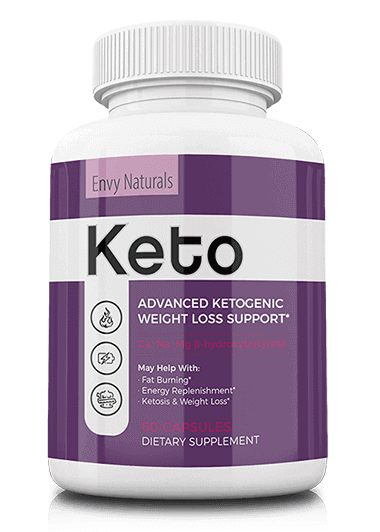 Envy Naturals
Keto
ADVANCED KETOGENIC
WEIGHT LOSS SUPPORT*
May Help With:
· Fat Burning*
· Energy Replenishment*
· Ketosis & Weight Loss*
60 CAPSULES
DIETARY SUPPLEMENT